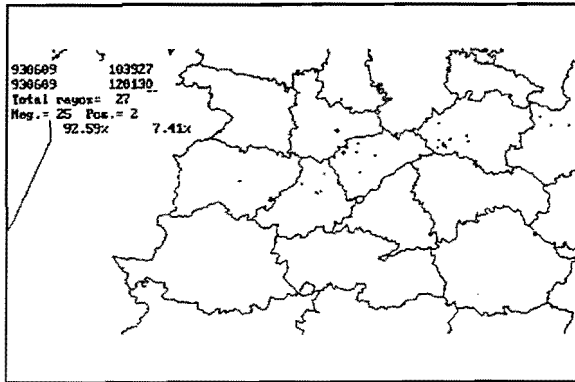 930609 103927
930609 120130
Total rayos= 27
Neg.= 25 Pos.= 2
92.59% 7.41%